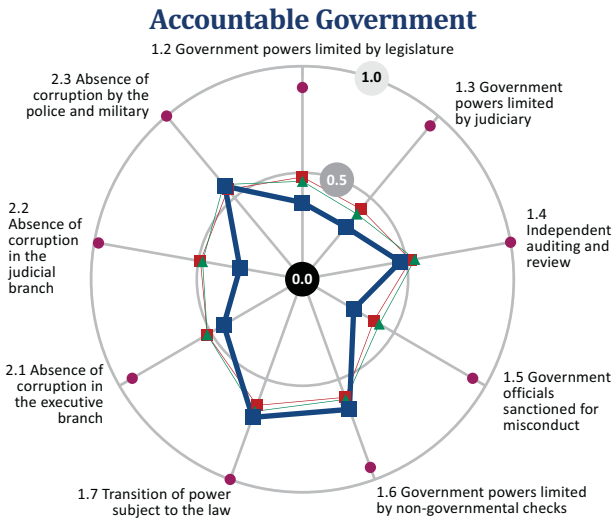 Accountable Government
1.2 Government powers limited by legislature
1.0
2.3 Absence of
corruption by the
police and military
1.3 Government
powers limited
by judiciary
0.5
2.2
Absence of
corruption
in the
judicial
branch
1.4
Independent
auditing and
review
0.0
2.1 Absence of
corruption in
the executive
branch
1.5 Government
officials
sanctioned for
misconduct
1.7 Transition of power
subject to the law
1.6 Government powers limited
by non-governmental checks